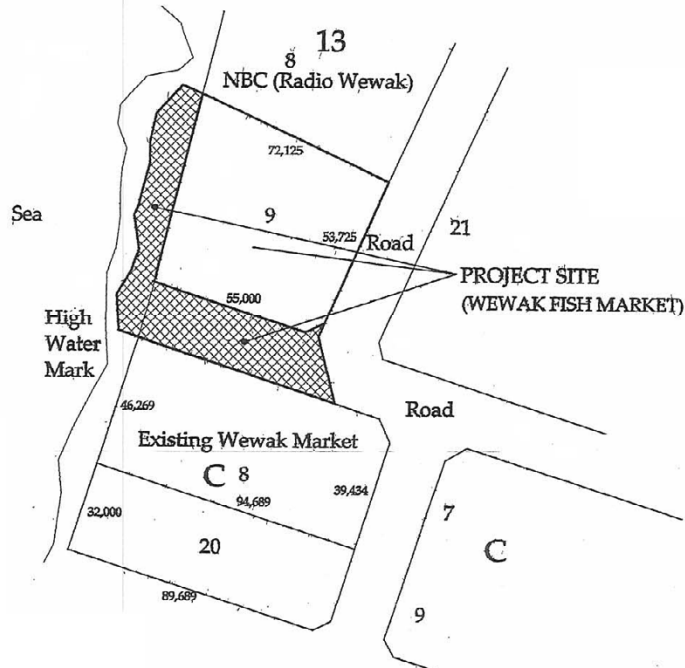 13
8
NBC (Radio Wewak)
72,125
Sea
9
53,725
Road
21
PROJECT SITE
(WEWAK FISH MARKET)
55,000
High
Water
Mark
46,269
Road
Existing Wewak Market
C 8
39,434
94,689
32,000
7
20
C
89,689
9